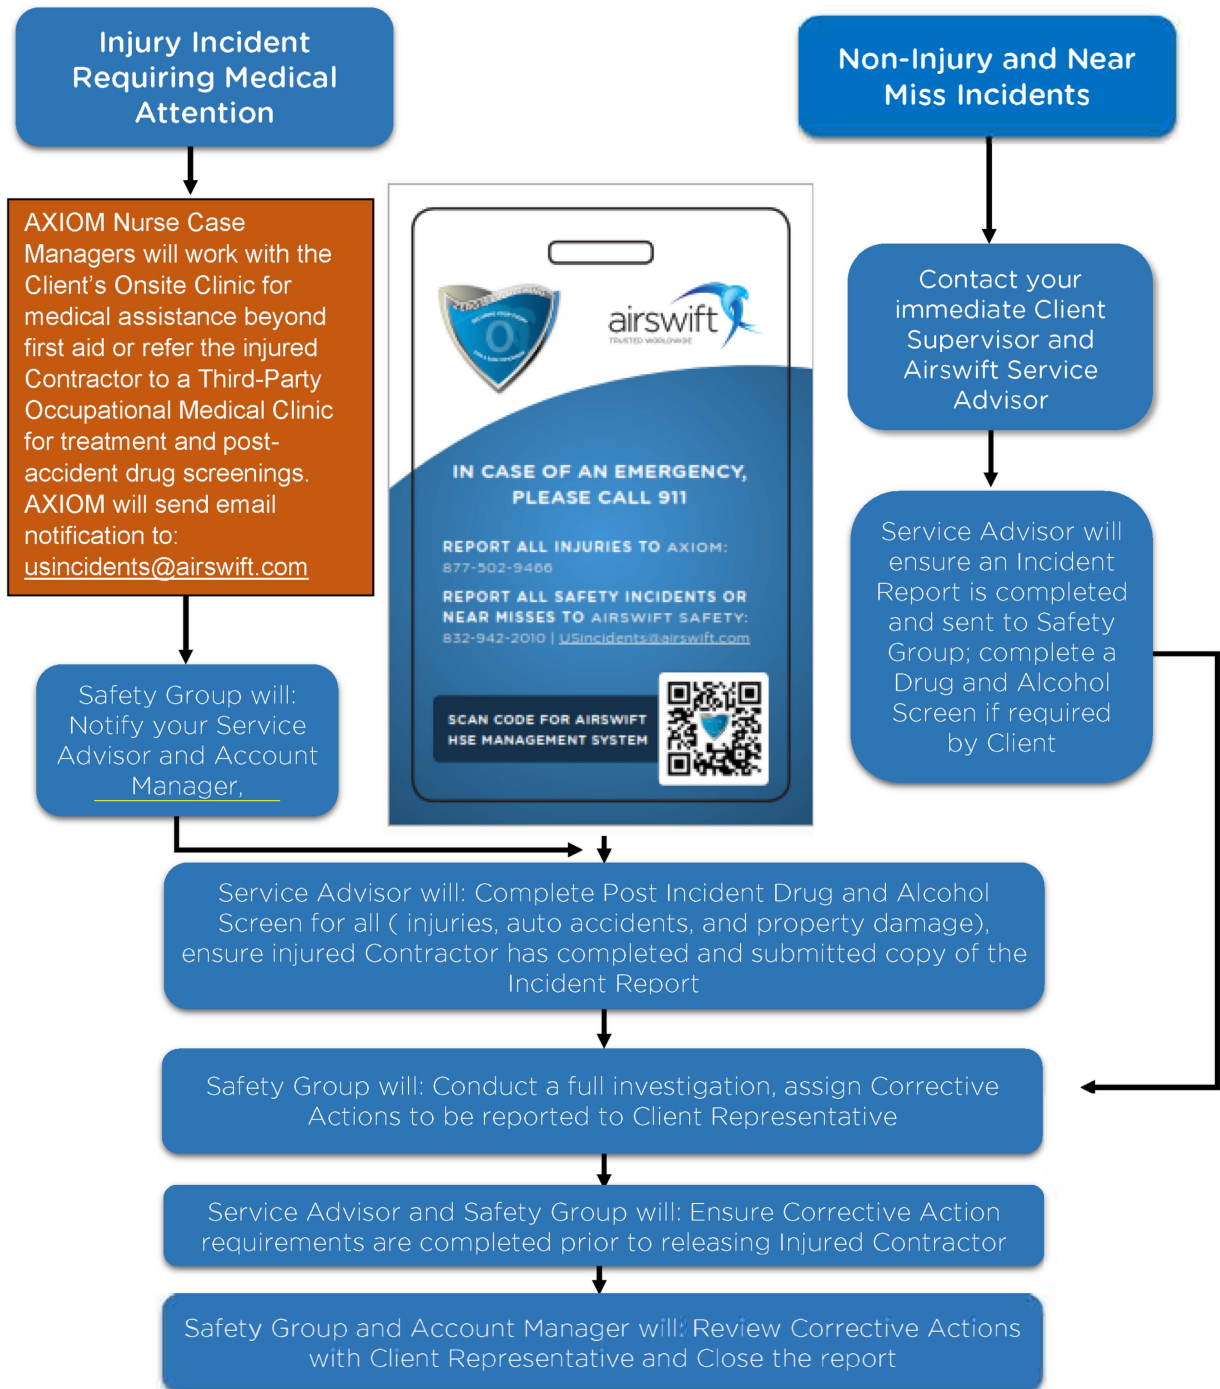 Injury Incident
Requiring Medical
Attention
Non-Injury and Near
Miss Incidents
AXIOM Nurse Case
Managers will work with the
Client's Onsite Clinic for
medical assistance beyond
first aid or refer the injured
Contractor to a Third-Party
Occupational Medical Clinic
for treatment and post-
accident drug screenings.
AXIOM will send email
notification to:
usincidents@airswift.com
airswift
TRUSTED WORLDWIDE
IN CASE OF AN EMERGENCY,
PLEASE CALL 911
REPORT ALL INJURIES TO AXIOM:
877-502-9466
REPORT ALL SAFETY INCIDENTS OR
NEAR MISSES TO AIRSWIFT SAFETY:
832-942-2010 | USincidents@airswift.com
SCAN CODE FOR AIRSWIFT
HSE MANAGEMENT SYSTEM
Contact your
immediate Client
Supervisor and
Airswift Service
Advisor
Service Advisor will
ensure an Incident
Report is completed
and sent to Safety
Group; complete a
Drug and Alcohol
Screen if required
by Client
Safety Group will:
Notify your Service
Advisor and Account
Manager,
Service Advisor will: Complete Post Incident Drug and Alcohol
Screen for all ( injuries, auto accidents, and property damage),
ensure injured Contractor has completed and submitted copy of the
Incident Report
Safety Group will: Conduct a full investigation, assign Corrective
Actions to be reported to Client Representative
Service Advisor and Safety Group will: Ensure Corrective Action
requirements are completed prior to releasing Injured Contractor
Safety Group and Account Manager will: Review Corrective Actions
with Client Representative and Close the report